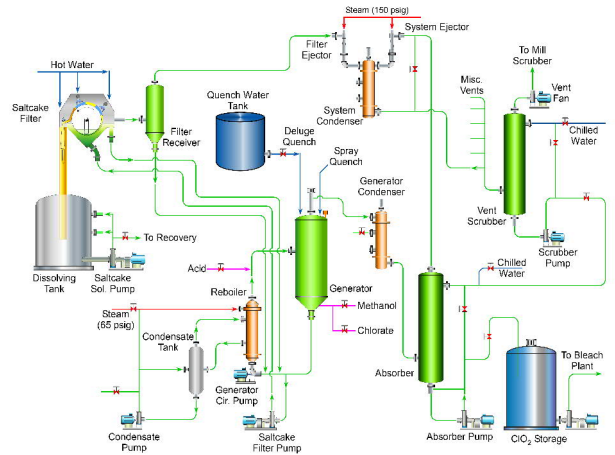 Steam (150 psig)
System Ejector
Filter
Ejector
Hot Water
Saltcake
Filter
Filter
Receiver
Quench Water
Tank
Deluge
Quench
Spray
Quench
System
Condenser
Misc.
Vents
To Mill
Scrubber
Vent
Fan
Chilled
Water
Vent
Scrubber
Scrubber
Pump
Generator
Condenser
To Recovery
Dissolving
Tank
Saltcake
Sol. Pump
Acid
Reboiler
Generator
Methanol
Chlorate
Steam
(65 psig)
Condensate
Tank
Chilled
Water
Absorber
To Bleach
Plant
Generator
Cir. Pump
Condensate
Pump
Saltcake
Filter Pump
Absorber Pump
ClO2 Storage